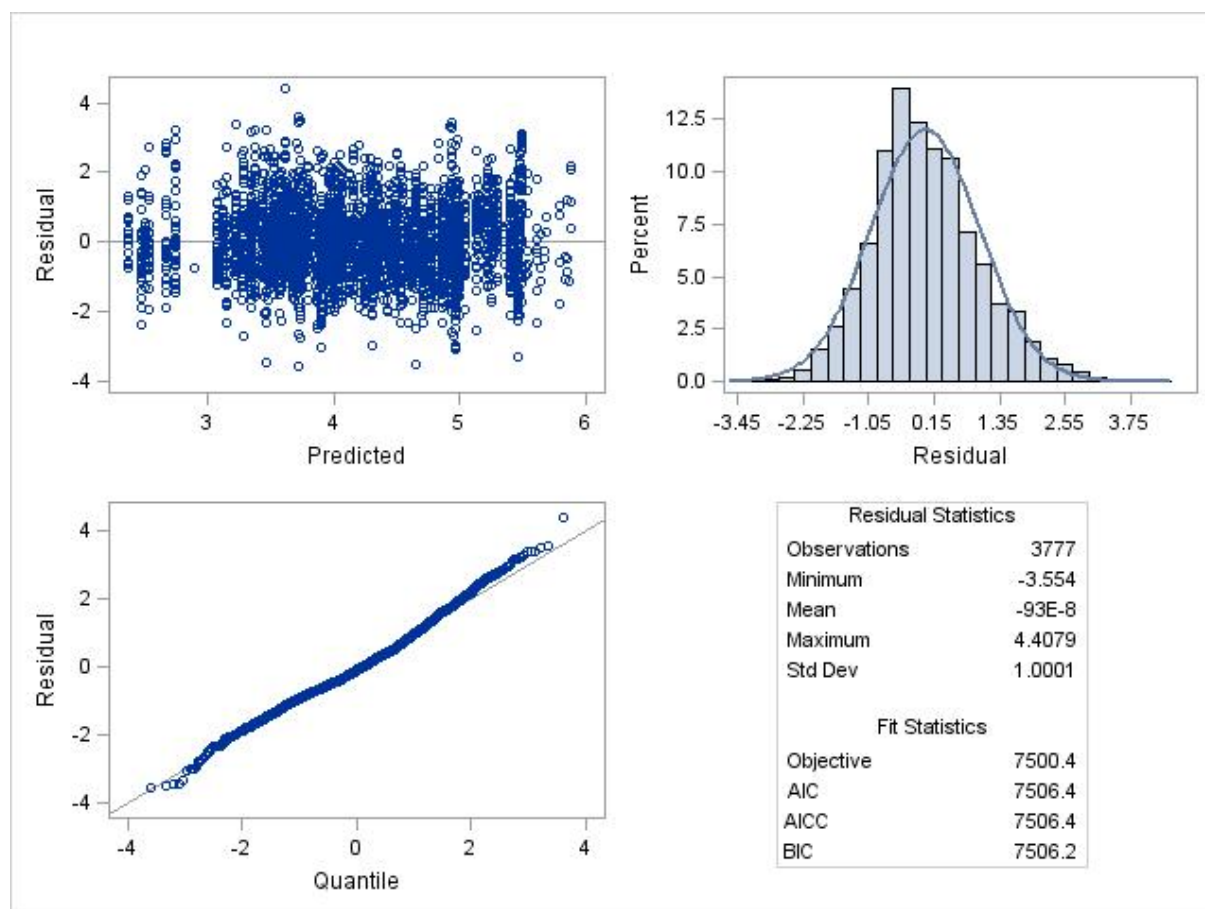 4
2
0
-2
-4
Residual
3 4 5 6
Predicted
12.5
10.0
7.5
5.0
2.5
0.0
Percent
-3.45 -2.25 -1.05 0.15 1.35 2.55 3.75
Residual
4
2
0
-2
-4
Residual
-4 -2 0 2 4
Quantile
Residual Statistics
Observations 3777
Minimum -3.554
Mean -93E-8
Maximum 4.4079
Std Dev 1.0001
Fit Statistics
Objective 7500.4
AIC 7506.4
AICC 7506.4
BIC 7506.2